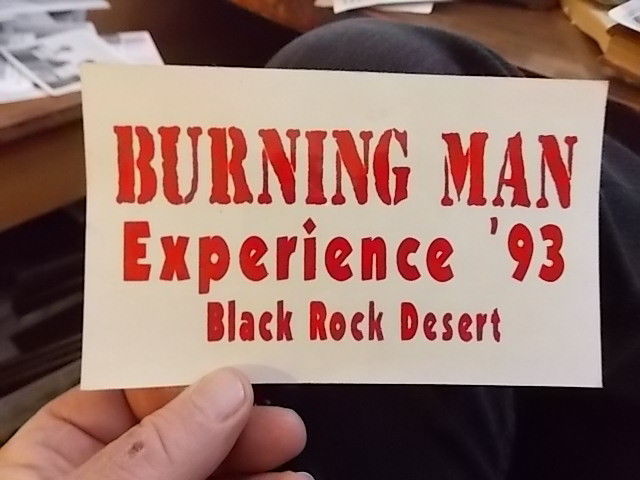 BURNING MAN
Experience '93
Black Rock Desert